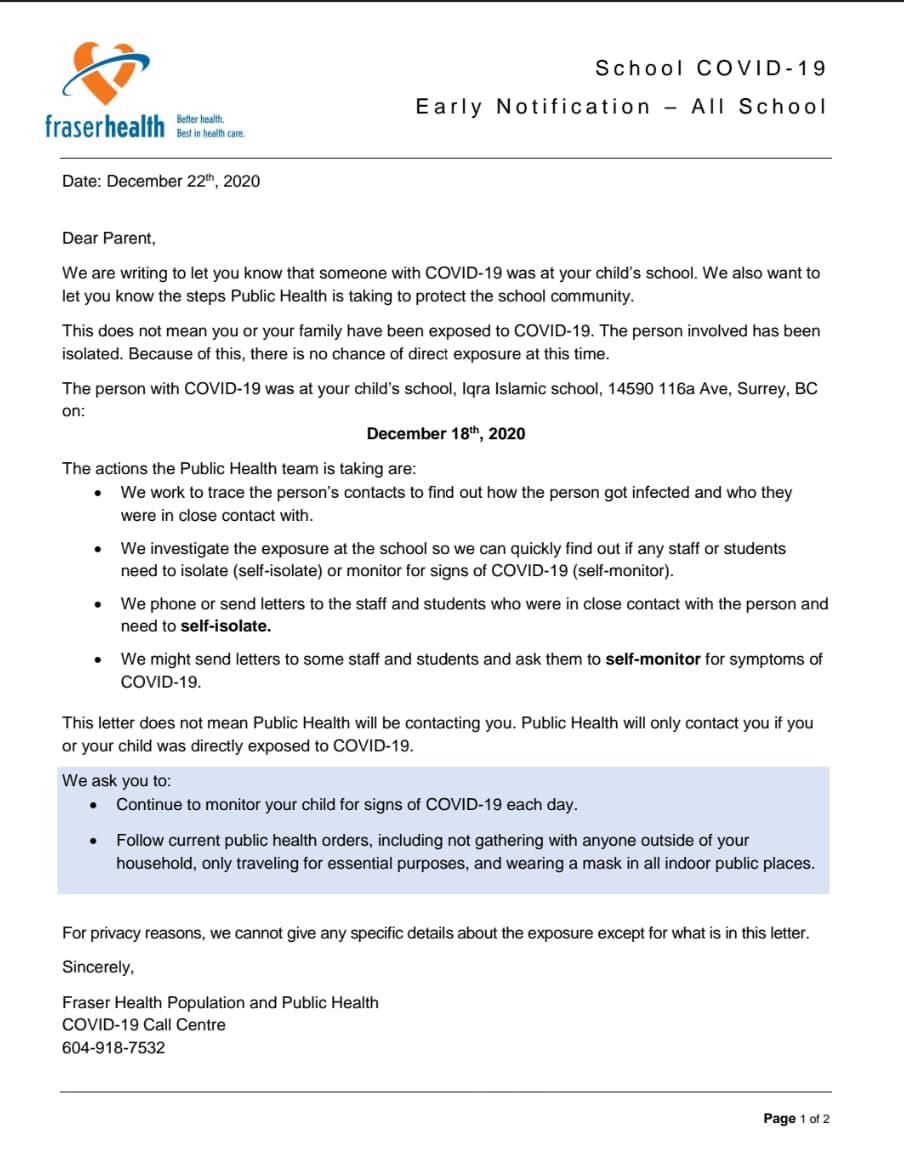 School COVID-19
Early Notification – All School
fraserhealth
Better health.
Best in health care.
Date: December 22th, 2020
Dear Parent,
We are writing to let you know that someone with COVID-19 was at your child's school. We also want to
let you know the steps Public Health is taking to protect the school community.
This does not mean you or your family have been exposed to COVID-19. The person involved has been
isolated. Because of this, there is no chance of direct exposure at this time.
The person with COVID-19 was at your child's school, Iqra Islamic school, 14590 116a Ave, Surrey, BC
on:
December 18th, 2020
The actions the Public Health team is taking are:
• We work to trace the person's contacts to find out how the person got infected and who they
were in close contact with.
• We investigate the exposure at the school so we can quickly find out if any staff or students
need to isolate (self-isolate) or monitor for signs of COVID-19 (self-monitor).
• We phone or send letters to the staff and students who were in close contact with the person and
need to self-isolate.
• We might send letters to some staff and students and ask them to self-monitor for symptoms of
COVID-19.
This letter does not mean Public Health will be contacting you. Public Health will only contact you if you
or your child was directly exposed to COVID-19.
We ask you to:
• Continue to monitor your child for signs of COVID-19 each day.
• Follow current public health orders, including not gathering with anyone outside of your
household, only traveling for essential purposes, and wearing a mask in all indoor public places.
For privacy reasons, we cannot give any specific details about the exposure except for what is in this letter.
Sincerely,
Fraser Health Population and Public Health
COVID-19 Call Centre
604-918-7532
Page 1 of 2